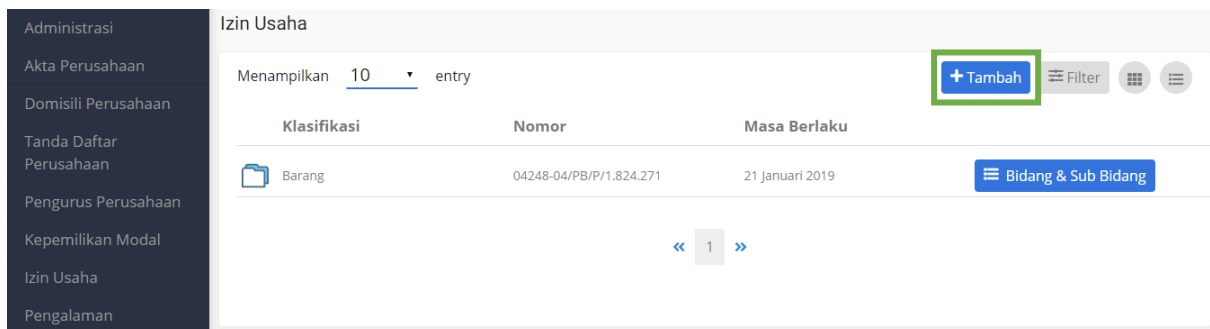 Administrasi
Akta Perusahaan
Domisili Perusahaan
Tanda Daftar
Perusahaan
Pengurus Perusahaan
Kepemilikan Modal
Izin Usaha
Pengalaman
Izin Usaha
Menampilkan 10 entry
+ Tambah Filter
Klasifikasi Nomor Masa Berlaku
Barang 04248-04/PB/P/1.824.271 21 Januari 2019 Bidang & Sub Bidang
« 1 »